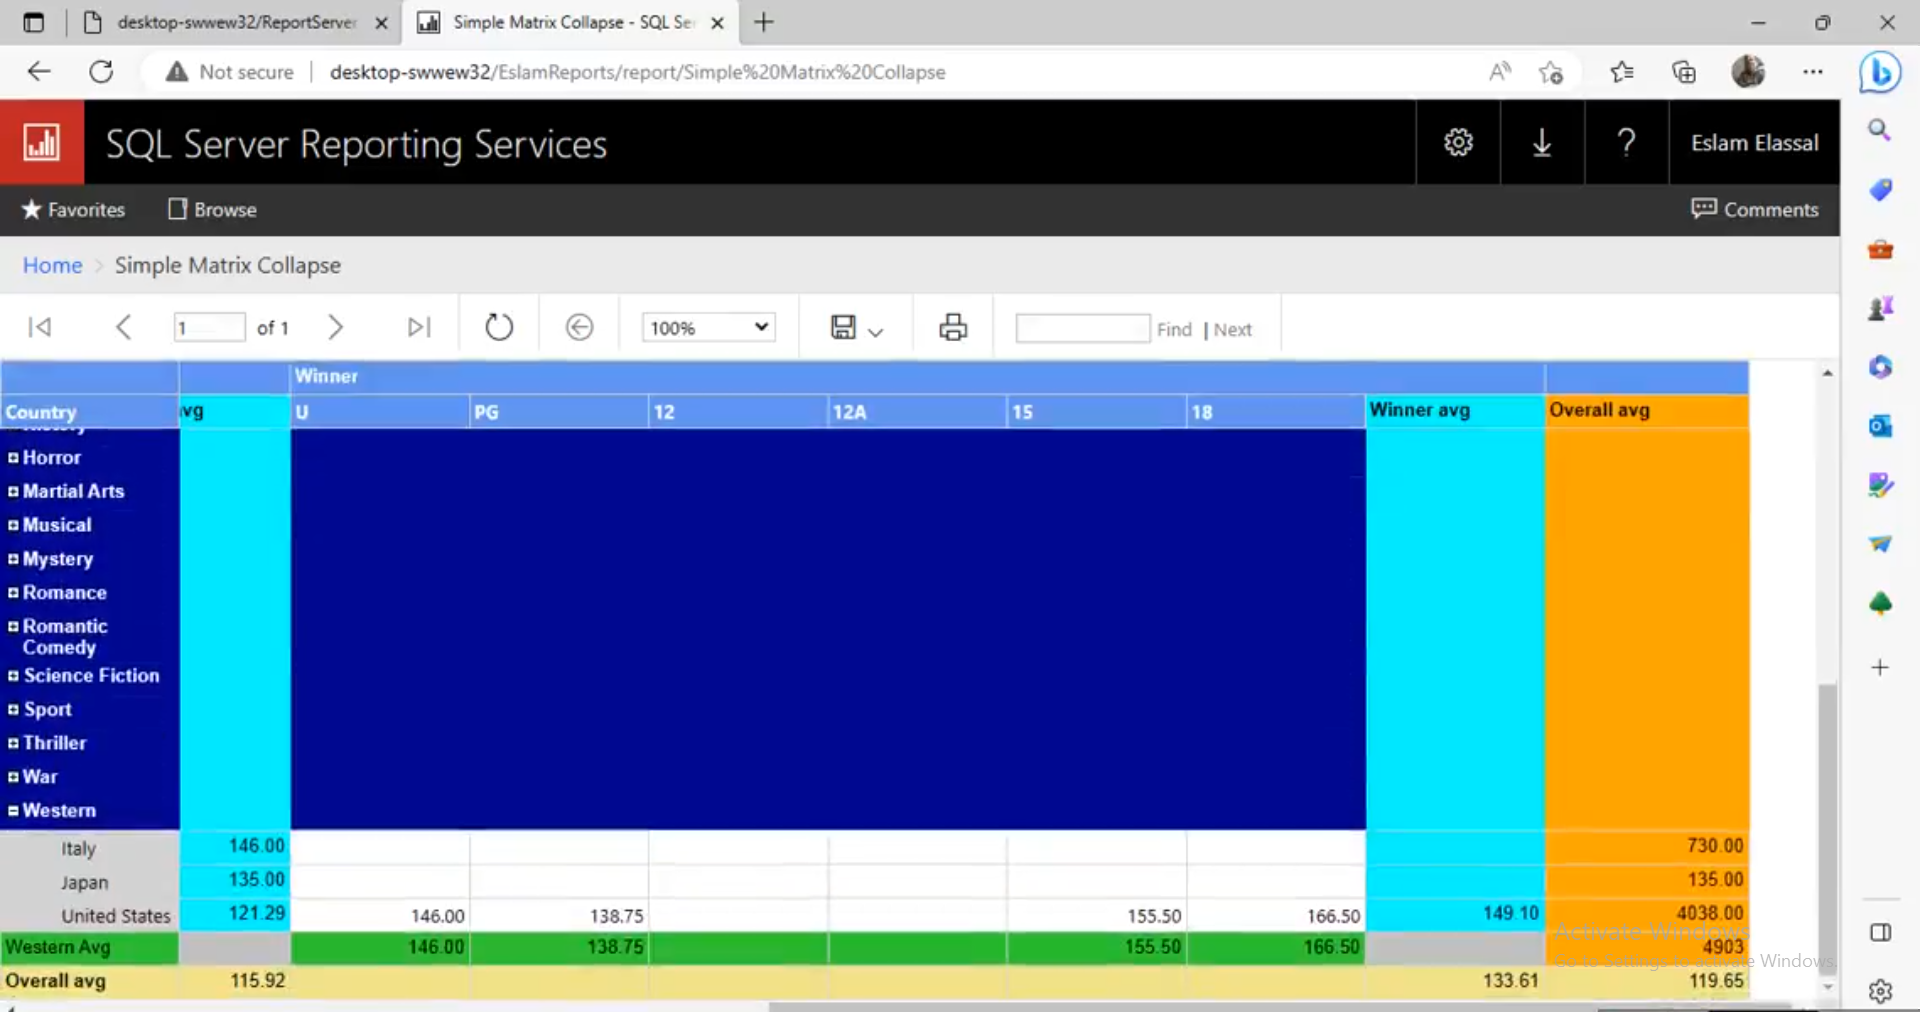 desktop-swwew32/ReportServer
Simple Matrix Collapse - SQL Ser
Not secure
desktop-swwew32/EslamReports/report/Simple%20Matrix%20Collapse
SQL Server Reporting Services
?
Eslam Elassal
Favorites
Browse
Comments
Home > Simple Matrix Collapse
1
of 1
100%
Find | Next
Winner
Country vg U PG 12 12A 15 18 Winner avg Overall avg
Horror
Martial Arts
Musical
Mystery
Romance
Romantic
Comedy
Science Fiction
Sport
Thriller
War
Western
Italy 146.00 730.00
Japan 135.00 135.00
United States 121.29 146.00 138.75 155.50 166.50 149.10 4038.00
Activate Windows
Western Avg 146.00 138.75 155.50 166.50 4903
Go to Settings to activate Windows.
Overall avg 115.92 133.61 119.65